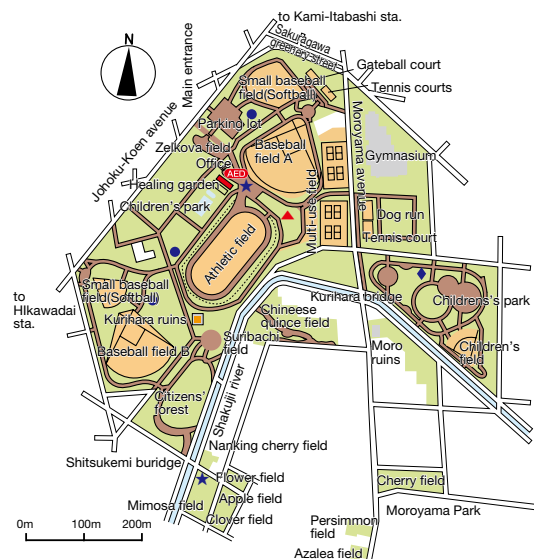 to Kami-Itabashi sta.
Sakuragawa
greenery street
N
Main entrance
Gateball court
Tennis courts
Small baseball
field(Softball)
Parking lot
Johoku-Koen avenue
Zelkova field
Baseball
field A
Moroyama avenue
Gymnasium
Office
AED
Healing garden
Children's park
Multi-use field
Dog run
Tennis court
Athletic field
to
HIkawadai
sta.
Small baseball
field(Softball)
Kurihara ruins
Kurihara bridge
Childrens's park
Chineese
quince field
Suribachi
field
Baseball field B
Moro
ruins
Children's
field
Citizens'
forest
Shakujii river
Nanking cherry field
Shitsukemi buridge
Flower field
Cherry field
Mimosa field
Apple field
Clover field
Moroyama Park
Persimmon
field
Azalea field
0m 100m 200m